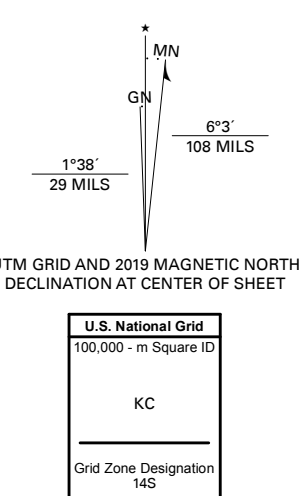 MN
GN
6°3´
108 MILS
1°38´
29 MILS
UTM GRID AND 2019 MAGNETIC NORTH
DECLINATION AT CENTER OF SHEET
U.S. National Grid
100,000 - m Square ID
KC
Grid Zone Designation
14S